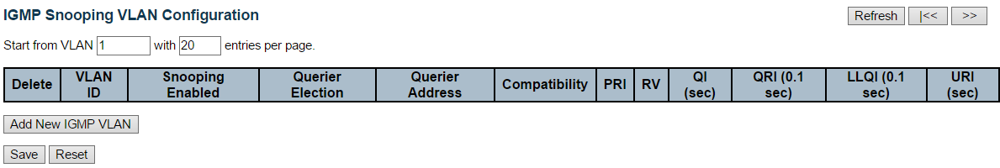 IGMP Snooping VLAN Configuration
Refresh |<< >>
Start from VLAN 1 with 20 entries per page.
Delete VLAN ID Snooping Enabled Querier Election Querier Address Compatibility PRI RV QI (sec) QRI (0.1 sec) LLQI (0.1 sec) URI (sec)
Add New IGMP VLAN
Save Reset